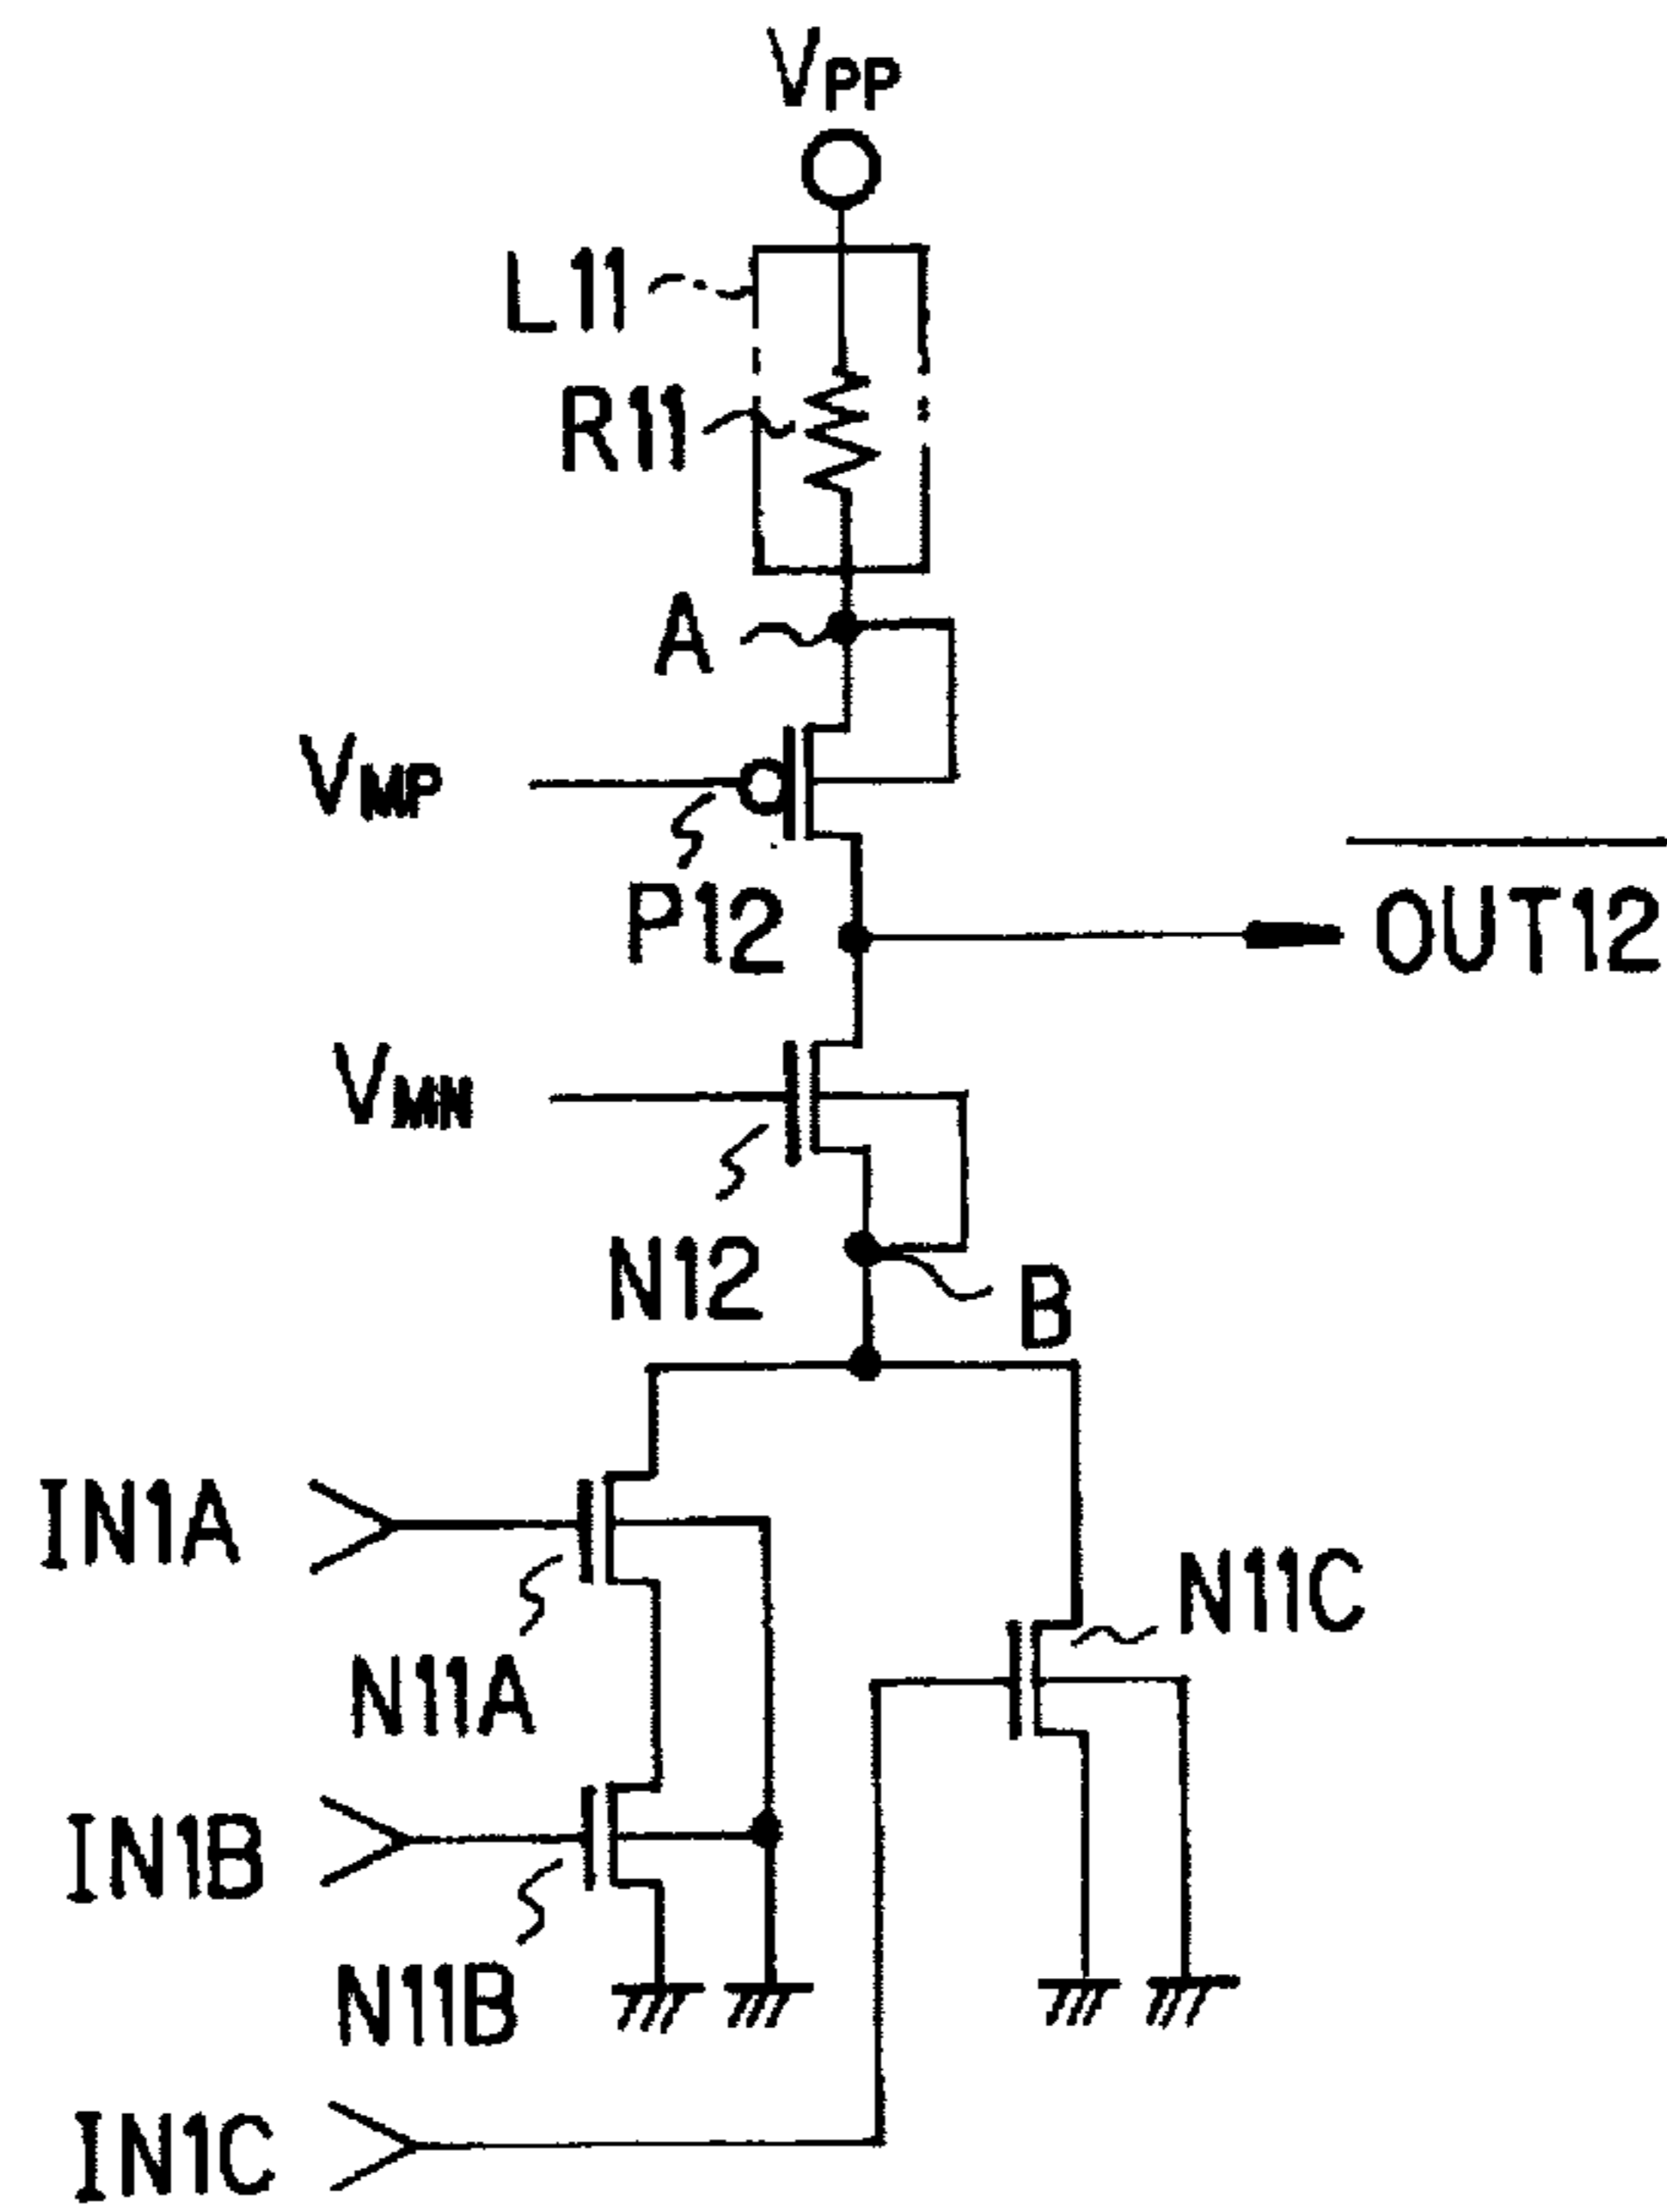 VPP
L11
R11
A
VMP
P12
OUT12
VMN
N12
B
IN1A
N11C
N11A
IN1B
N11B
IN1C